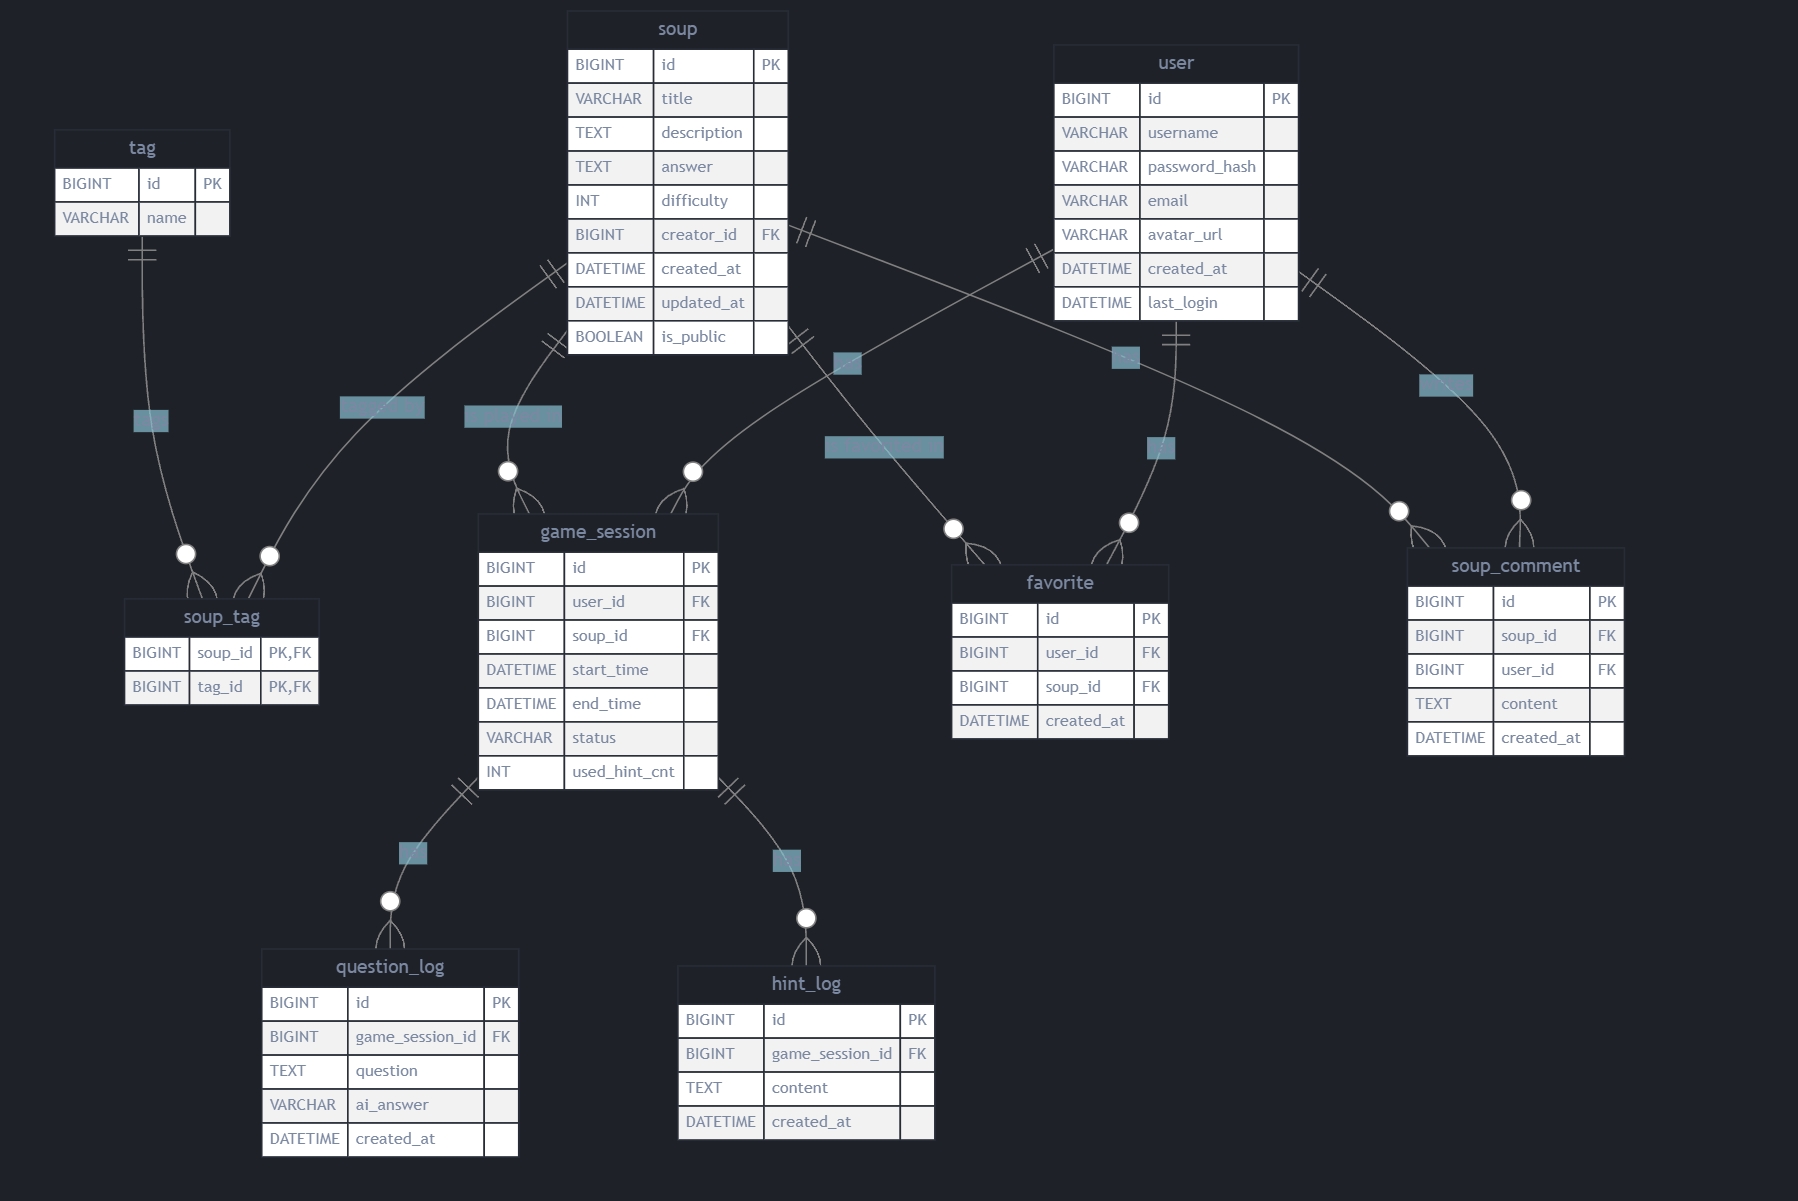 soup
BIGINT id PK
VARCHAR title
TEXT description
TEXT answer
INT difficulty
BIGINT creator_id FK
DATETIME created_at
DATETIME updated_at
BOOLEAN is_public
user
BIGINT id PK
VARCHAR username
VARCHAR password_hash
VARCHAR email
VARCHAR avatar_url
DATETIME created_at
DATETIME last_login
tag
BIGINT id PK
VARCHAR name
game_session
BIGINT id PK
BIGINT user_id FK
BIGINT soup_id FK
DATETIME start_time
DATETIME end_time
VARCHAR status
INT used_hint_cnt
soup_tag
BIGINT soup_id PK,FK
BIGINT tag_id PK,FK
favorite
BIGINT id PK
BIGINT user_id FK
BIGINT soup_id FK
DATETIME created_at
soup_comment
BIGINT id PK
BIGINT soup_id FK
BIGINT user_id FK
TEXT content
DATETIME created_at
question_log
BIGINT id PK
BIGINT game_session_id FK
TEXT question
VARCHAR ai_answer
DATETIME created_at
hint_log
BIGINT id PK
BIGINT game_session_id FK
TEXT content
DATETIME created_at